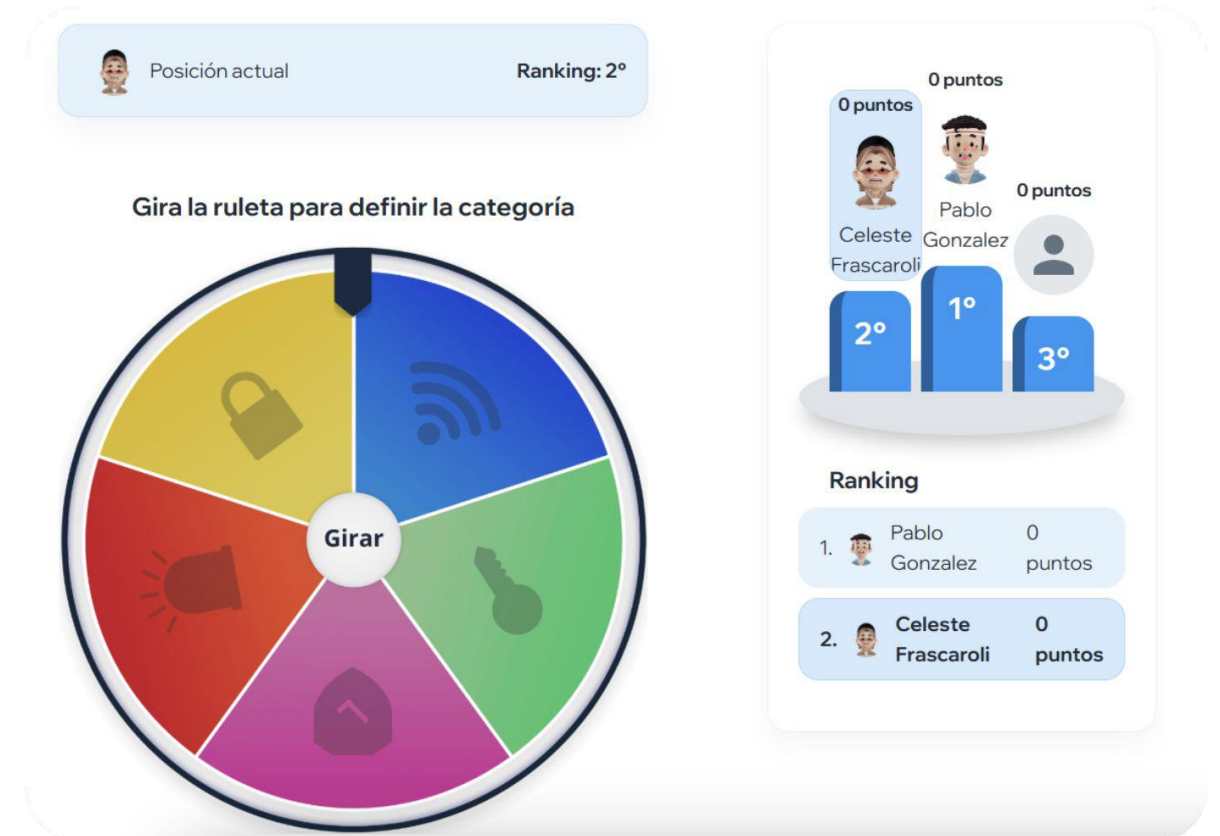 Posición actual
Ranking: 2°
Gira la ruleta para definir la categoría
Girar
0 puntos
0 puntos
Celeste
Frascaroli
Pablo
Gonzalez
0 puntos
2°
1°
3°
Ranking
1.
Pablo
Gonzalez
0
puntos
2.
Celeste
Frascaroli
0
puntos